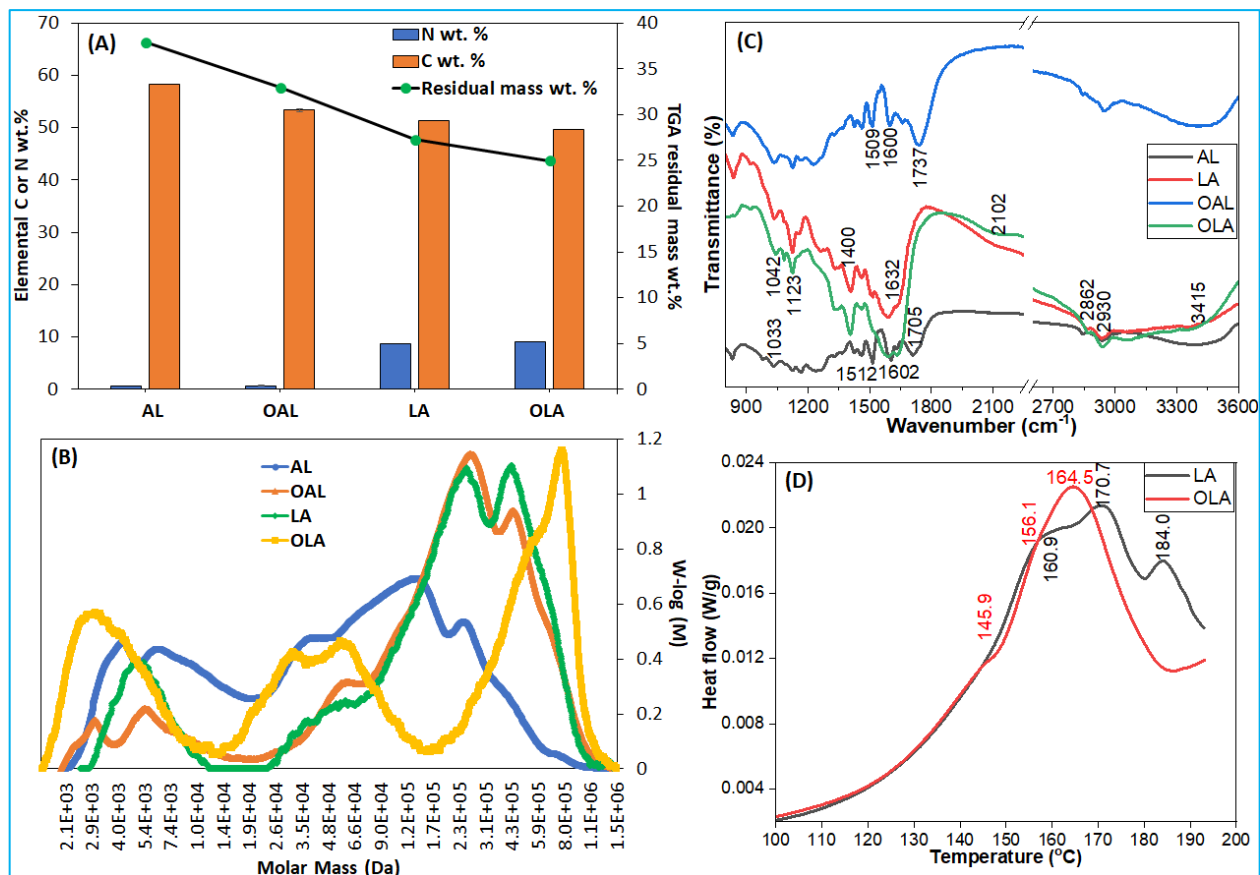 (A)
N wt. %
C wt. %
Residual mass wt. %
Elemental C or N wt.%
70
60
50
40
30
20
10
0
TGA residual mass wt.%
40
35
30
25
20
15
10
5
0
AL OAL LA OLA
(B)
AL
OAL
LA
OLA
W-log (M)
1.2
1
0.8
0.6
0.4
0.2
0
2.1E+03 2.9E+03 4.0E+03 5.4E+03 7.4E+03 1.0E+04 1.4E+04 1.9E+04 2.6E+04 3.5E+04 4.8E+04 6.6E+04 9.0E+04 1.2E+05 1.7E+05 2.3E+05 3.1E+05 4.3E+05 5.9E+05 8.0E+05 1.1E+06 1.5E+06
Molar Mass (Da)
(C)
Transmittance (%)
AL
LA
OAL
OLA
1509
1600
1737
2102
1400
1632
1042
1123
1705
1033
1512
1602
2862
2930
3415
900 1200 1500 1800 2100 2700 3000 3300 3600
Wavenumber (cm-1)
(D)
LA
OLA
Heat flow (W/g)
0.024
0.020
0.016
0.012
0.008
0.004
164.5
170.7
156.1
160.9
184.0
145.9
100 110 120 130 140 150 160 170 180 190 200
Temperature (oC)